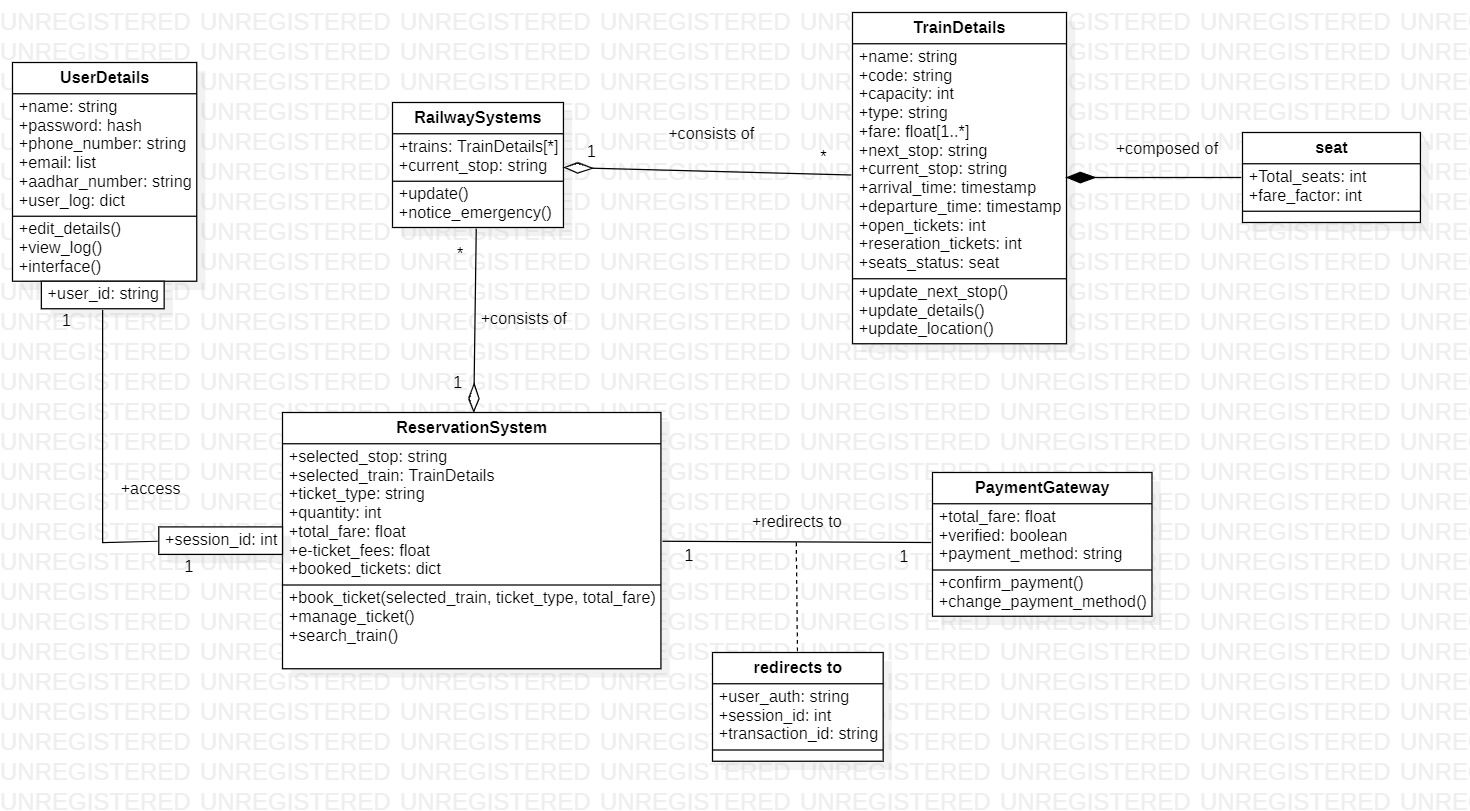 UserDetails
+name: string
+password: hash
+phone_number: string
+email: list
+aadhar_number: string
+user_log: dict
+edit_details()
+view_log()
+interface()
+user_id: string
1
+access
+session_id: int
1
RailwaySystems
+trains: TrainDetails[*]
+current_stop: string
+update()
+notice_emergency()
1
+consists of
*
*
+consists of
1
TrainDetails
+name: string
+code: string
+capacity: int
+type: string
+fare: float[1..*]
+next_stop: string
+current_stop: string
+arrival_time: timestamp
+departure_time: timestamp
+open_tickets: int
+reseration_tickets: int
+seats_status: seat
+update_next_stop()
+update_details()
+update_location()
+composed of
seat
+Total_seats: int
+fare_factor: int
ReservationSystem
+selected_stop: string
+selected_train: TrainDetails
+ticket_type: string
+quantity: int
+total_fare: float
+e-ticket_fees: float
+booked_tickets: dict
+book_ticket(selected_train, ticket_type, total_fare)
+manage_ticket()
+search_train()
+redirects to
1
1
PaymentGateway
+total_fare: float
+verified: boolean
+payment_method: string
+confirm_payment()
+change_payment_method()
redirects to
+user_auth: string
+session_id: int
+transaction_id: string
UNREGISTERED